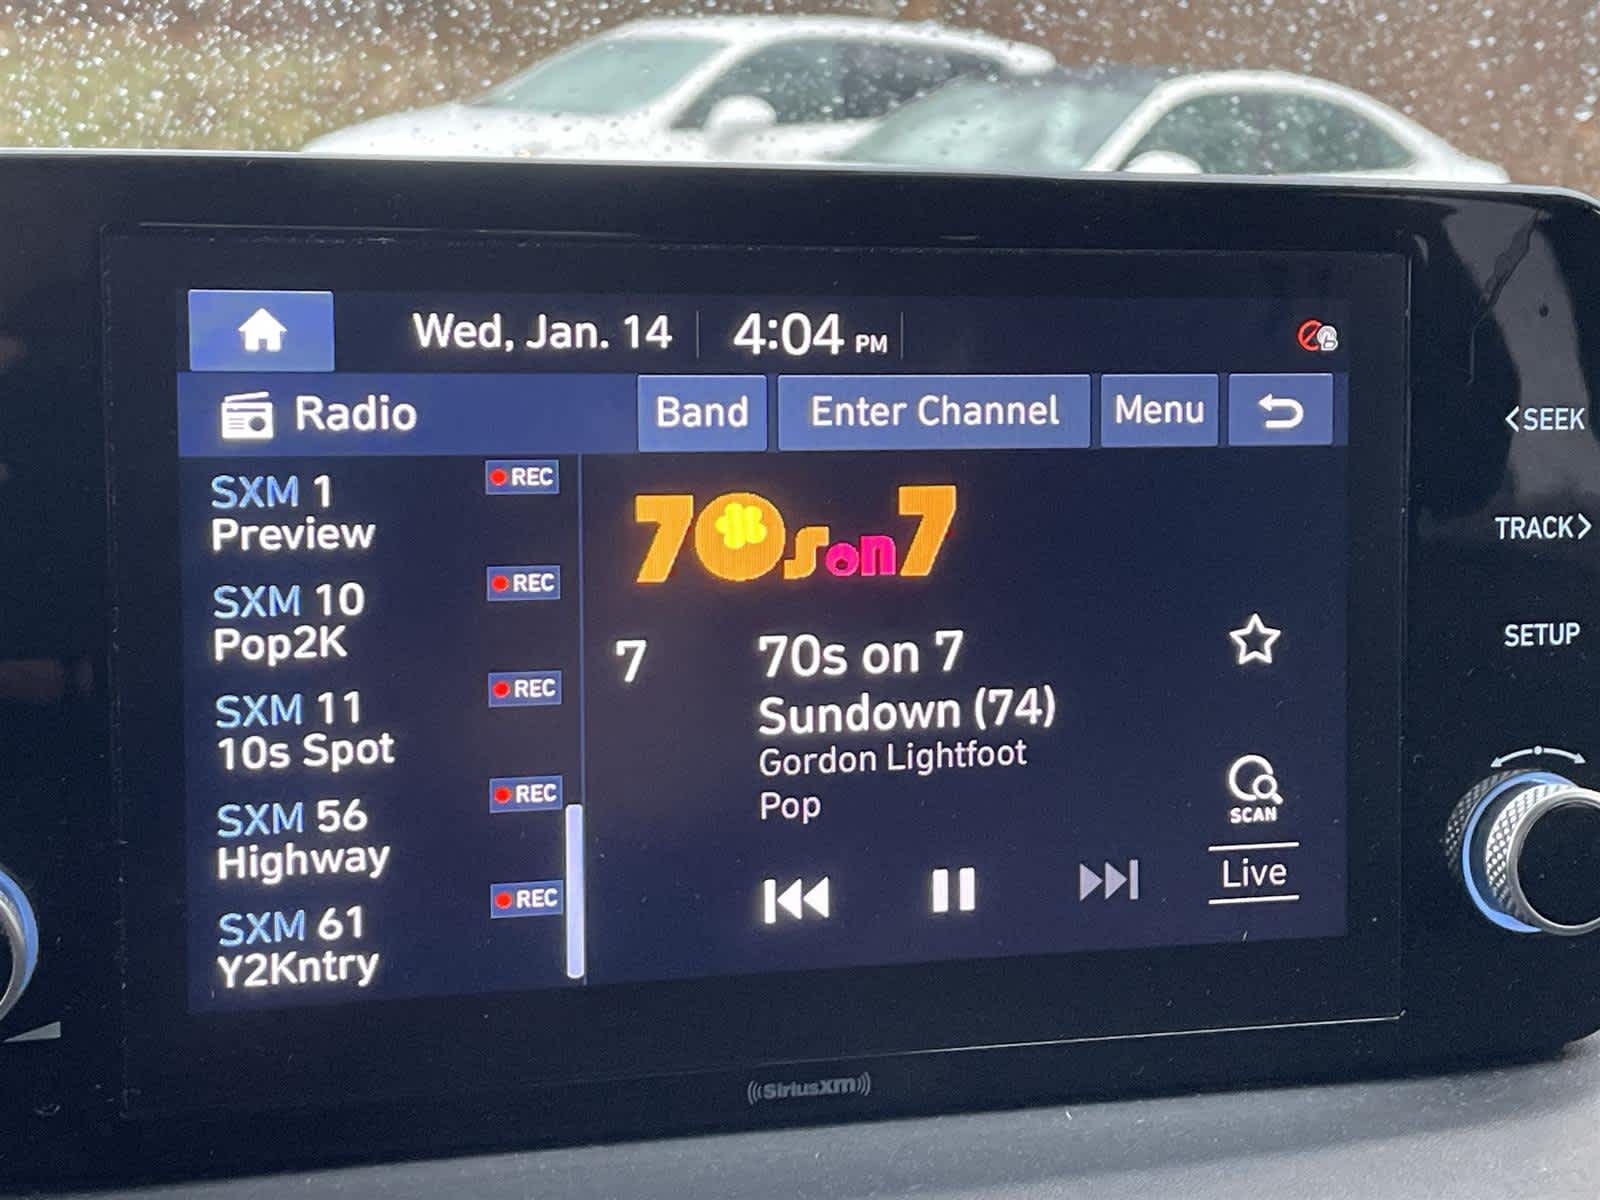 Wed, Jan. 14 4:04 PM
Radio Band Enter Channel Menu
SXM 1 REC
Preview
SXM 10 REC
Pop2K
SXM 11 REC
10s Spot
SXM 56 REC
Highway
SXM 61 REC
Y2Kntry
70s on 7
7 70s on 7
Sundown (74)
Gordon Lightfoot
Pop
SCAN
Live
<SEEK
TRACK>
SETUP
SiriusXM